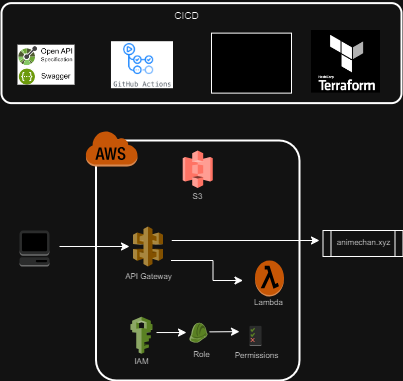 CICD
Open API
Specification
Swagger
GitHub Actions
HashiCorp
Terraform
AWS
S3
API Gateway
animechan.xyz
Lambda
IAM
Role
Permissions